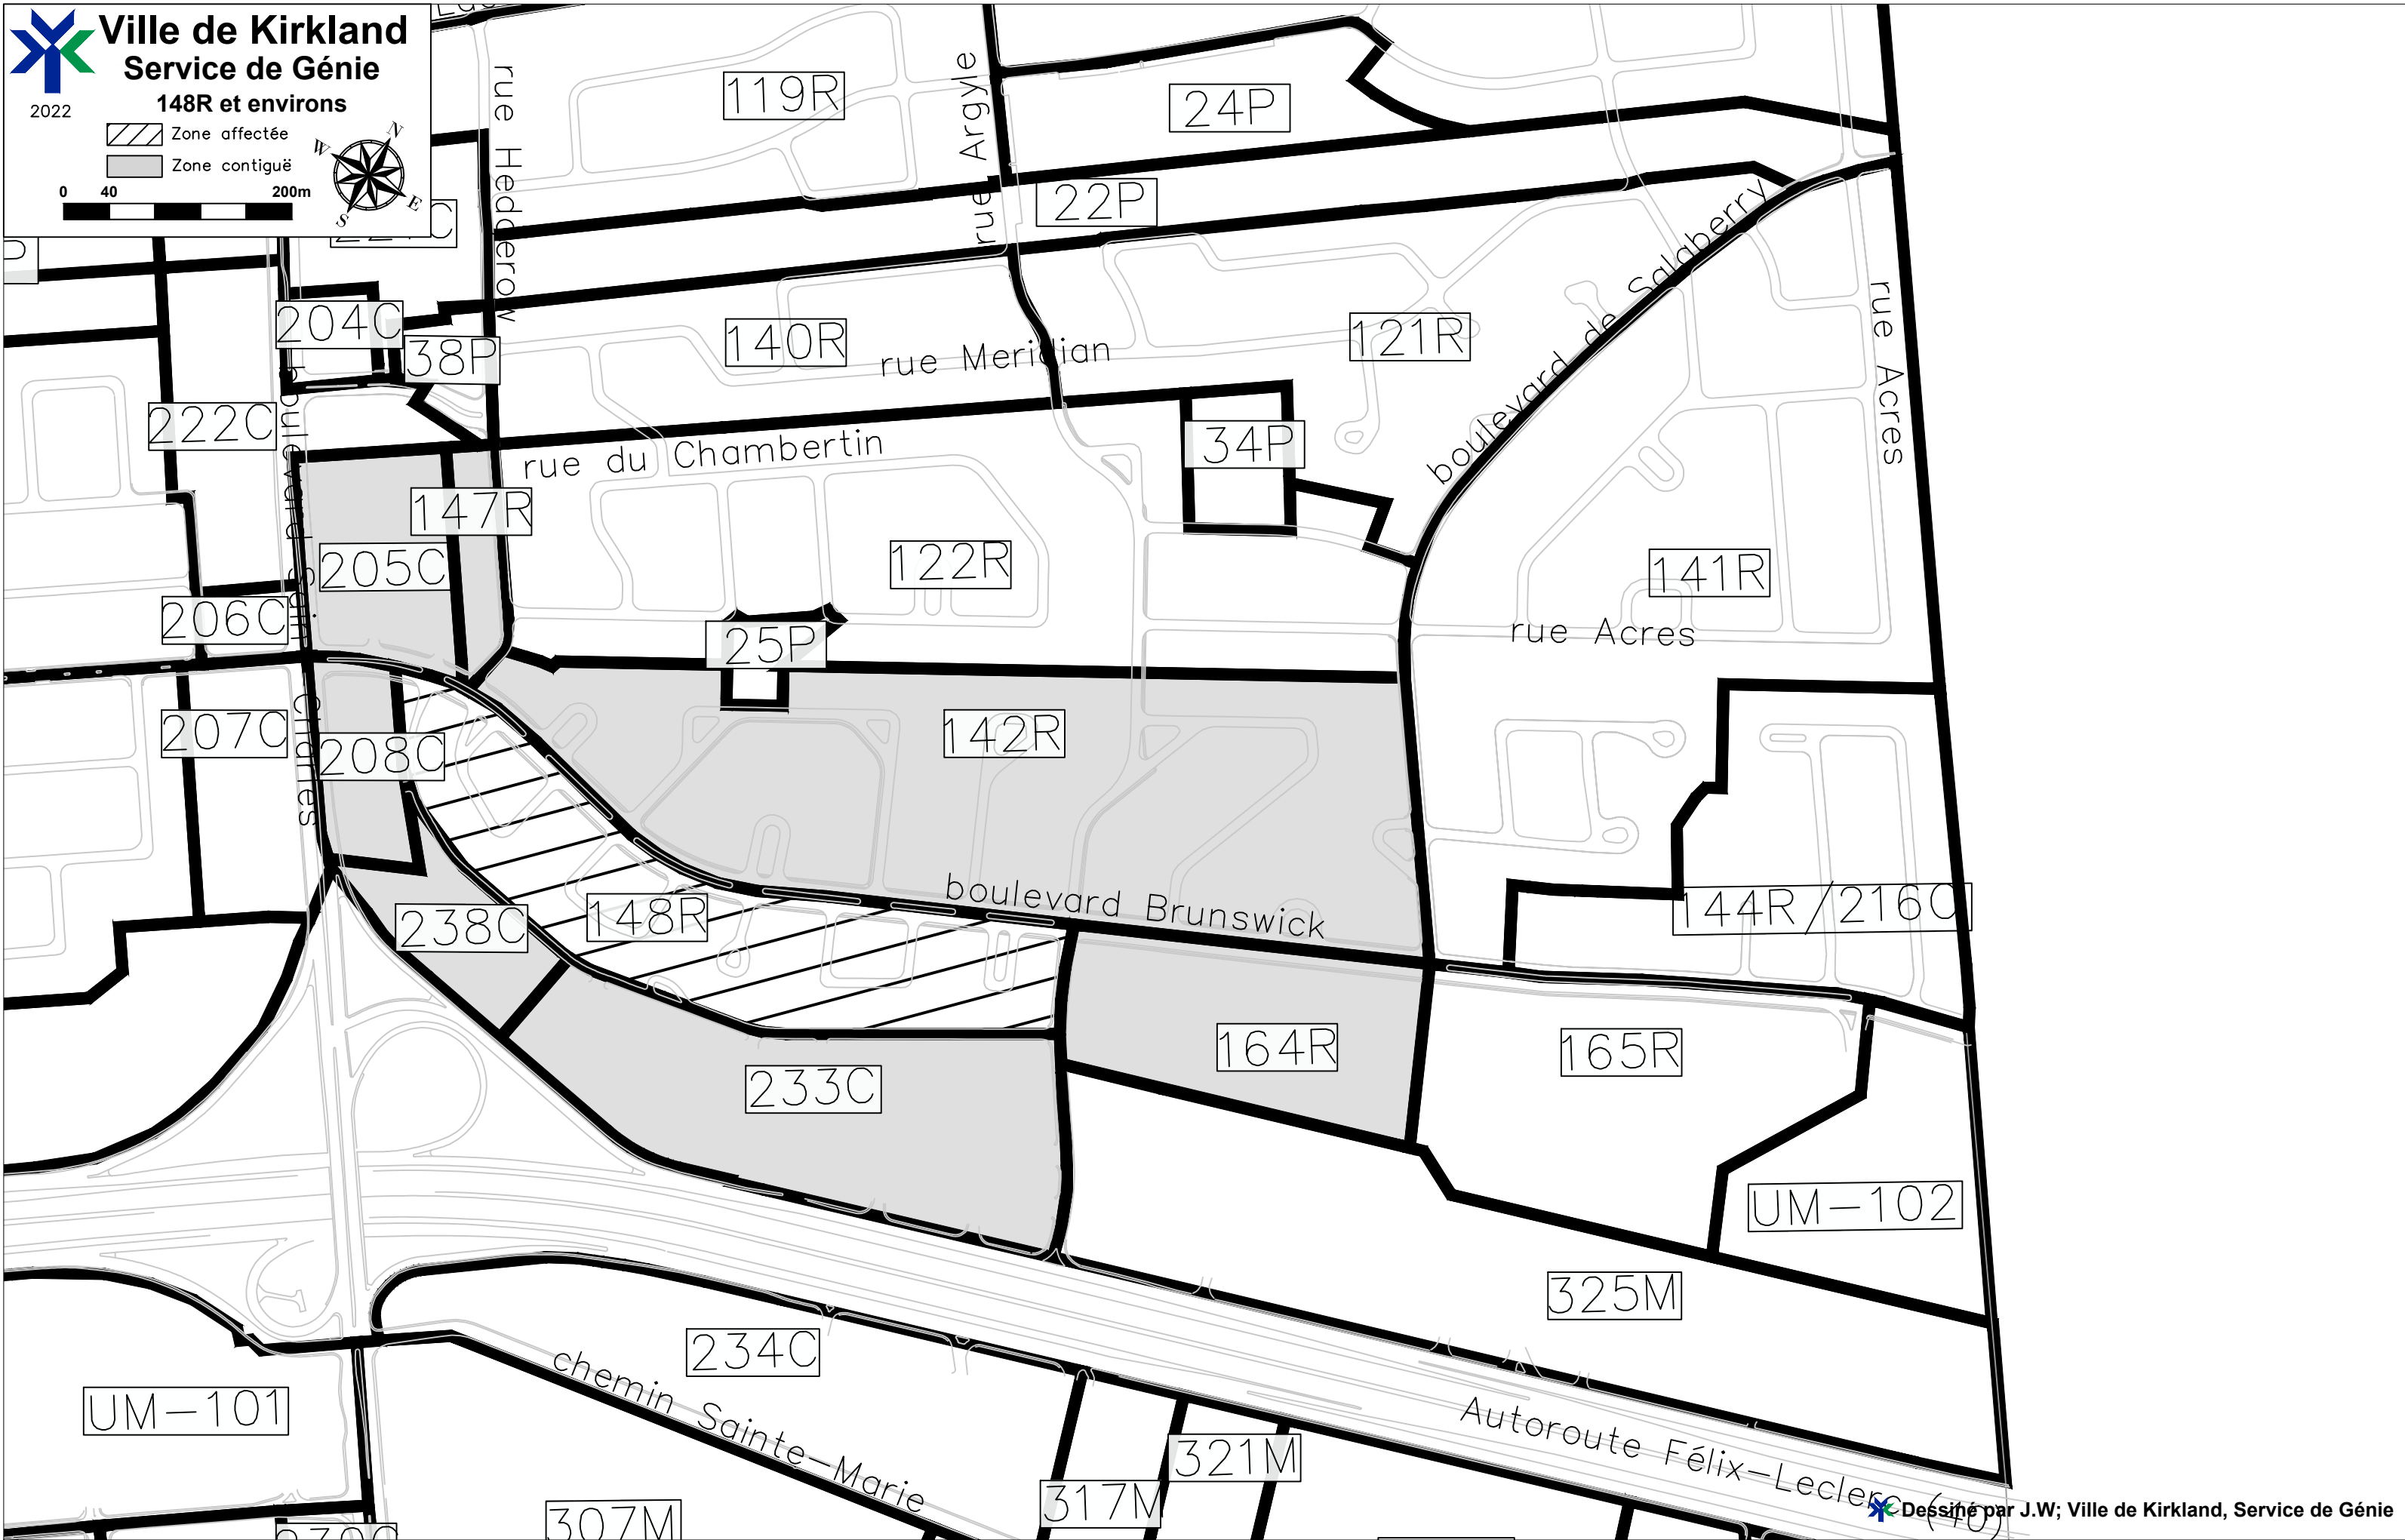 Ville de Kirkland
Service de Génie
148R et environs
2022
Zone affectée
Zone contiguë
N
W
E
S
0 40 200m
rue Hedgerow
119R
rue Argyle
24P
22P
204C
38P
140R
rue Meridian
121R
boulevard de Salaberry
rue Acres
222C
boulevard Saint-Charles
rue du Chambertin
34P
147R
205C
122R
141R
206C
25P
rue Acres
207C
208C
142R
boulevard Brunswick
144R/216C
238C
148R
164R
165R
233C
UM-102
325M
234C
chemin Sainte-Marie
UM-101
321M
317M
307M
Autoroute Félix-Leclerc (40)
Dessiné par J.W; Ville de Kirkland, Service de Génie